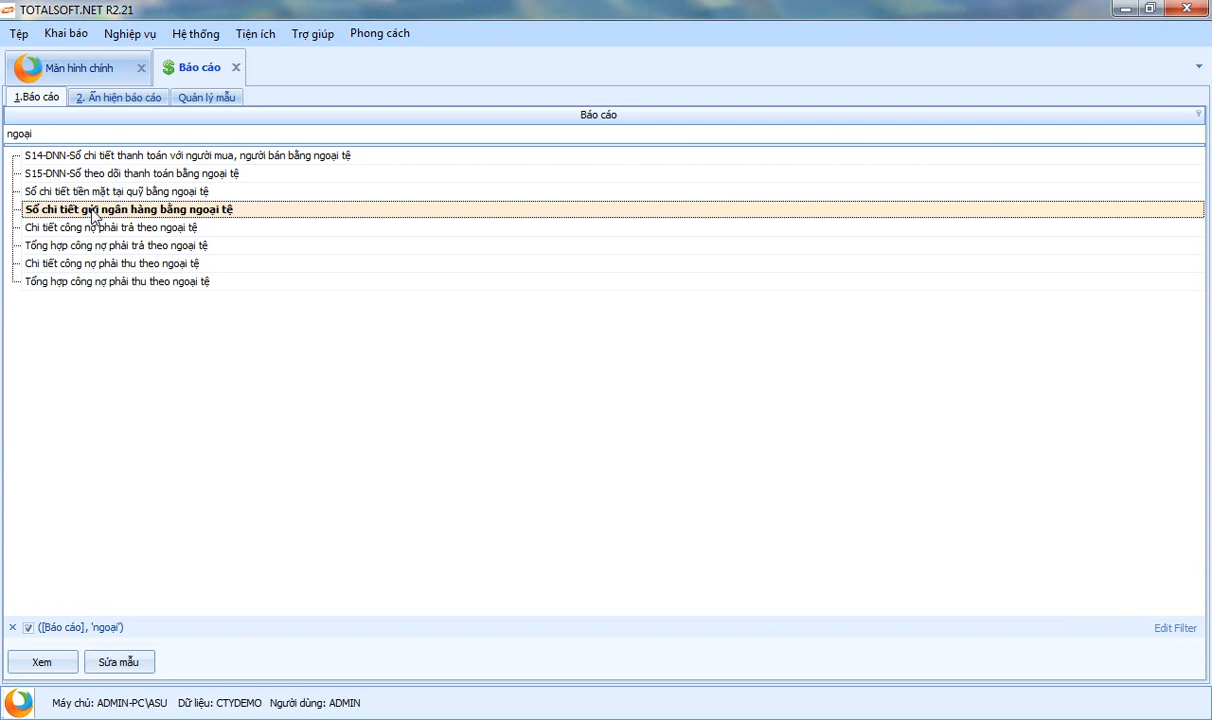 TOTALSOFT.NET R2.21
Tệp Khai báo Nghiệp vụ Hệ thống Tiện ích Trợ giúp Phong cách
Màn hình chính Báo cáo
1.Báo cáo 2. Ẩn hiện báo cáo Quản lý mẫu
Báo cáo
ngoại
S14-DNN-Sổ chi tiết thanh toán với người mua, người bán bằng ngoại tệ
S15-DNN-Sổ theo dõi thanh toán bằng ngoại tệ
Sổ chi tiết tiền mặt tại quỹ bằng ngoại tệ
Sổ chi tiết gửi ngân hàng bằng ngoại tệ
Chi tiết công nợ phải trả theo ngoại tệ
Tổng hợp công nợ phải trả theo ngoại tệ
Chi tiết công nợ phải thu theo ngoại tệ
Tổng hợp công nợ phải thu theo ngoại tệ
([Báo cáo], 'ngoại') Edit Filter
Xem Sửa mẫu
Máy chủ: ADMIN-PC\ASU Dữ liệu: CTYDEMO Người dùng: ADMIN